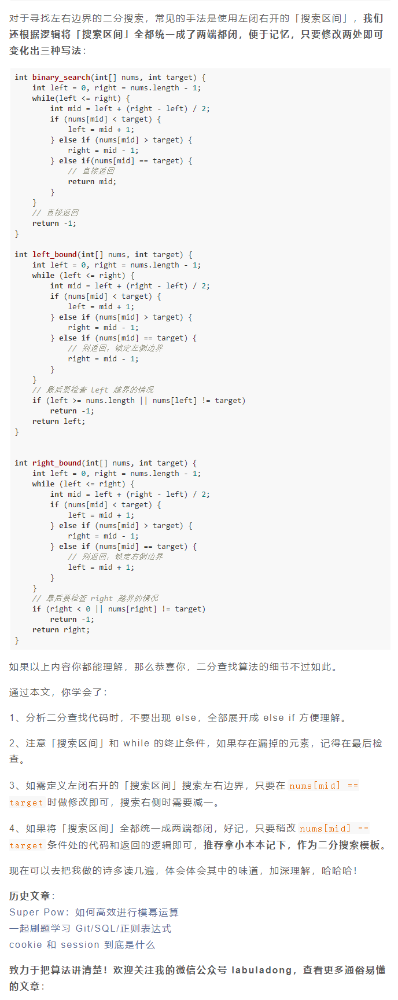 对于寻找左右边界的二分搜索，常见的手法是使用左闭右开的「搜索区间」，我们
还根据逻辑将「搜索区间」全都统一成了两端都闭，便于记忆，只要修改两处即可
变化出三种写法：
int binary_search(int[] nums, int target) {
    int left = 0, right = nums.length - 1;
    while(left <= right) {
        int mid = left + (right - left) / 2;
        if (nums[mid] < target) {
            left = mid + 1;
        } else if (nums[mid] > target) {
            right = mid - 1;
        } else if(nums[mid] == target) {
            // 直接返回
            return mid;
        }
    }
    // 直接返回
    return -1;
}
int left_bound(int[] nums, int target) {
    int left = 0, right = nums.length - 1;
    while (left <= right) {
        int mid = left + (right - left) / 2;
        if (nums[mid] < target) {
            left = mid + 1;
        } else if (nums[mid] > target) {
            right = mid - 1;
        } else if (nums[mid] == target) {
            // 别返回，锁定左侧边界
            right = mid - 1;
        }
    }
    // 最后要检查 left 越界的情况
    if (left >= nums.length || nums[left] != target)
        return -1;
    return left;
}
int right_bound(int[] nums, int target) {
    int left = 0, right = nums.length - 1;
    while (left <= right) {
        int mid = left + (right - left) / 2;
        if (nums[mid] < target) {
            left = mid + 1;
        } else if (nums[mid] > target) {
            right = mid - 1;
        } else if (nums[mid] == target) {
            // 别返回，锁定右侧边界
            left = mid + 1;
        }
    }
    // 最后要检查 right 越界的情况
    if (right < 0 || nums[right] != target)
        return -1;
    return right;
}
如果以上内容你都能理解，那么恭喜你，二分查找算法的细节不过如此。
通过本文，你学会了：
1、分析二分查找代码时，不要出现 else，全部展开成 else if 方便理解。
2、注意「搜索区间」和 while 的终止条件，如果存在漏掉的元素，记得在最后检
查。
3、如需定义左闭右开的「搜索区间」搜索左右边界，只要在 nums[mid] ==
target 时做修改即可，搜索右侧时需要减一。
4、如果将「搜索区间」全都统一成两端都闭，好记，只要稍改 nums[mid] ==
target 条件处的代码和返回的逻辑即可，推荐拿小本本记下，作为二分搜索模板。
现在可以去把我做的诗多读几遍，体会体会其中的味道，加深理解，哈哈哈！
历史文章：
Super Pow：如何高效进行模幂运算
一起刷题学习 Git/SQL/正则表达式
cookie 和 session 到底是什么
致力于把算法讲清楚！欢迎关注我的微信公众号 labuladong，查看更多通俗易懂
的文章：